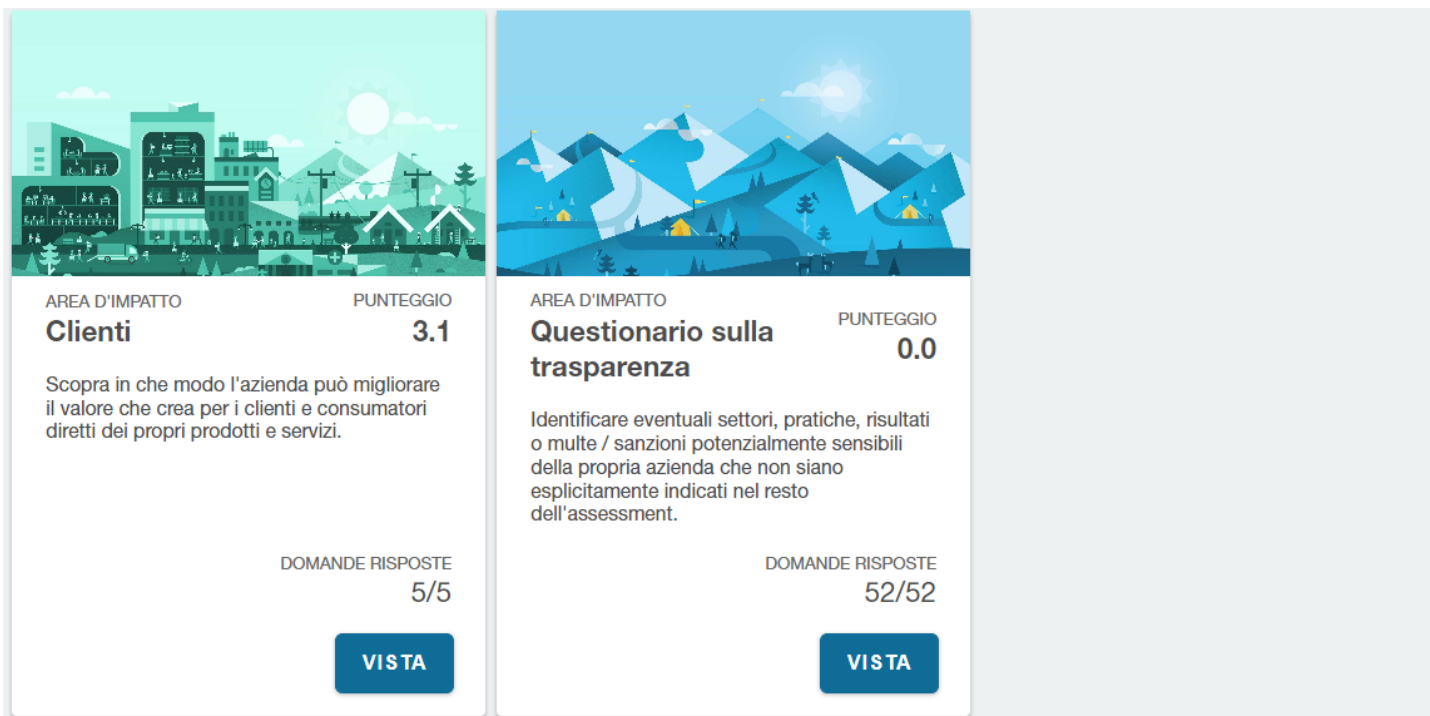 AREA D'IMPATTO
PUNTEGGIO
Clienti
3.1
Scopra in che modo l'azienda può migliorare
il valore che crea per i clienti e consumatori
diretti dei propri prodotti e servizi.
DOMANDE RISPOSTE
5/5
VISTA
AREA D'IMPATTO
Questionario sulla
trasparenza
PUNTEGGIO
0.0
Identificare eventuali settori, pratiche, risultati
o multe / sanzioni potenzialmente sensibili
della propria azienda che non siano
esplicitamente indicati nel resto
dell'assessment.
DOMANDE RISPOSTE
52/52
VISTA